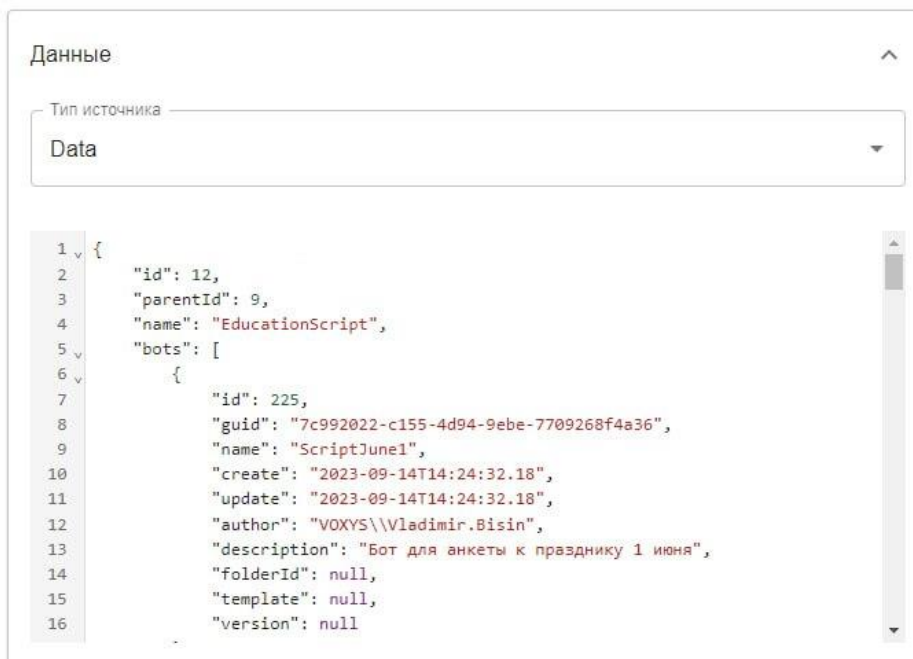 Данные
Тип источника
Data
1 {
2 "id": 12,
3 "parentId": 9,
4 "name": "EducationScript",
5 "bots": [
6 {
7 "id": 225,
8 "guid": "7c992022-c155-4d94-9ebe-7709268f4a36",
9 "name": "ScriptJune1",
10 "create": "2023-09-14T14:24:32.18",
11 "update": "2023-09-14T14:24:32.18",
12 "author": "VOXYS\\Vladimir.Bisin",
13 "description": "Бот для анкеты к празднику 1 июня",
14 "folderId": null,
15 "template": null,
16 "version": null